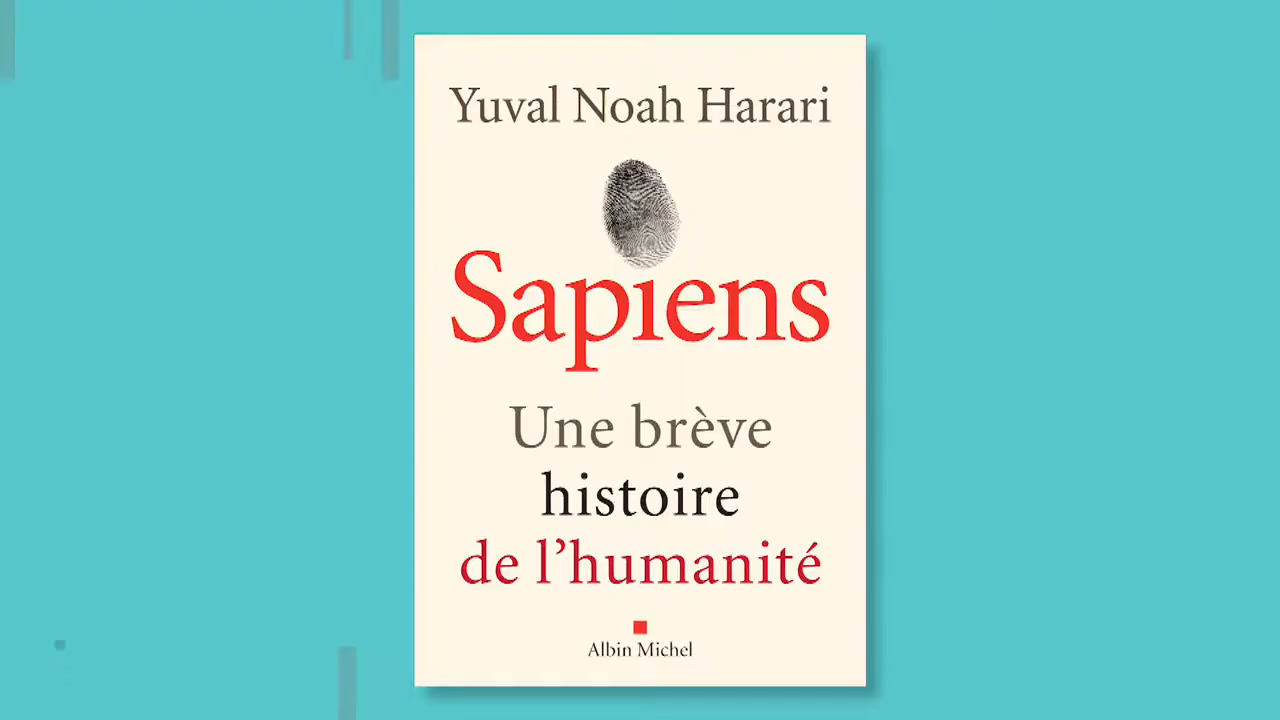 Yuval Noah Harari
Sapiens
Une brève
histoire
de l’humanité
Albin Michel